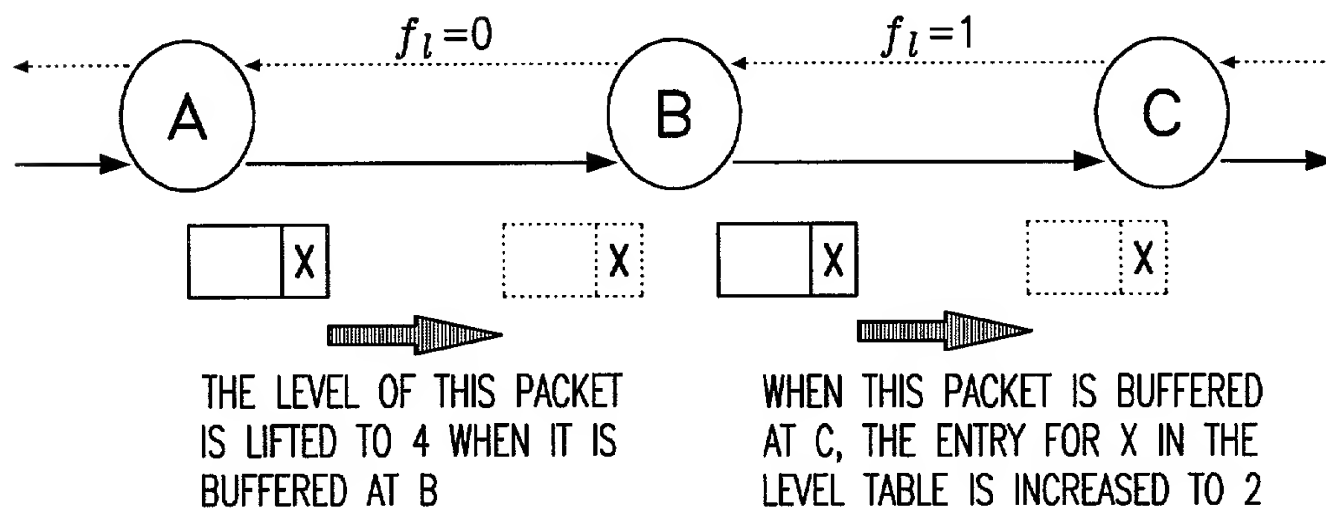 f_l=0 f_l=1
A B C
X X X X
THE LEVEL OF THIS PACKET
IS LIFTED TO 4 WHEN IT IS
BUFFERED AT B
WHEN THIS PACKET IS BUFFERED
AT C, THE ENTRY FOR X IN THE
LEVEL TABLE IS INCREASED TO 2